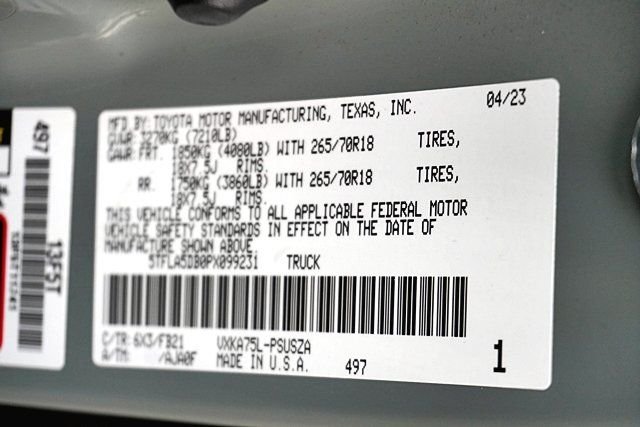 MFD. BY: TOYOTA MOTOR MANUFACTURING, TEXAS, INC. 04/23
GVWR 3270KG (7210LB)
GAWR: FRT. 1850KG (4080LB) WITH 265/70R18 TIRES,
18X7.5J RIMS.
RR. 1750KG (3860LB) WITH 265/70R18 TIRES,
18X7.5J RIMS.
THIS VEHICLE CONFORMS TO ALL APPLICABLE FEDERAL MOTOR
VEHICLE SAFETY STANDARDS IN EFFECT ON THE DATE OF
MANUFACTURE SHOWN ABOVE.
5TFLA5DB0PX099231 TRUCK
C/TR: 6X3/FB21 VXKA75L-PSUSZA
A/TM: /AJA0F MADE IN U.S.A. 497 1
497
13F5T